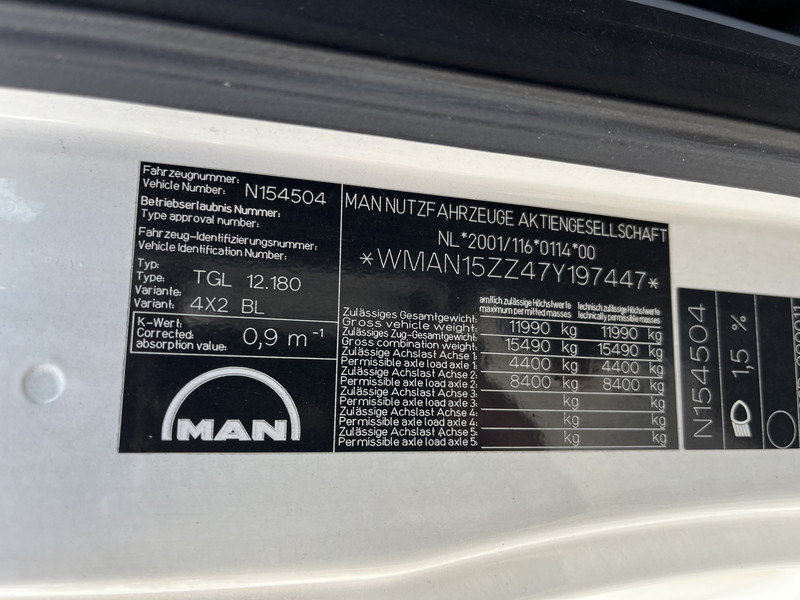 Fahrzeugnummer:
Vehicle Number: N154504
Betriebserlaubnis Nummer:
Type approval number:
Fahrzeug-Identifizierungsnummer:
Vehicle Identification Number:
Typ:
Type: TGL 12.180
Variante:
Variant: 4X2 BL
K-Wert:
Corrected:
absorption value: 0,9 m⁻¹
MAN
MAN NUTZFAHRZEUGE AKTIENGESELLSCHAFT
NL*2001/116*0114*00
*WMAN15ZZ47Y197447*
amtlich zulässige Höchstwerte technisch zulässige Höchstwerte
maximum permitted masses technically permissible masses
Zulässiges Gesamtgewicht:
Gross vehicle weight: 11990 kg 11990 kg
Zulässiges Zug-Gesamtgewicht:
Gross combination weight: 15490 kg 15490 kg
Zulässige Achslast Achse 1:
Permissible axle load axle 1: 4400 kg 4400 kg
Zulässige Achslast Achse 2:
Permissible axle load axle 2: 8400 kg 8400 kg
Zulässige Achslast Achse 3:
Permissible axle load axle 3: kg kg
Zulässige Achslast Achse 4:
Permissible axle load axle 4: kg kg
Zulässige Achslast Achse 5:
Permissible axle load axle 5: kg kg
N154504
1,5 %